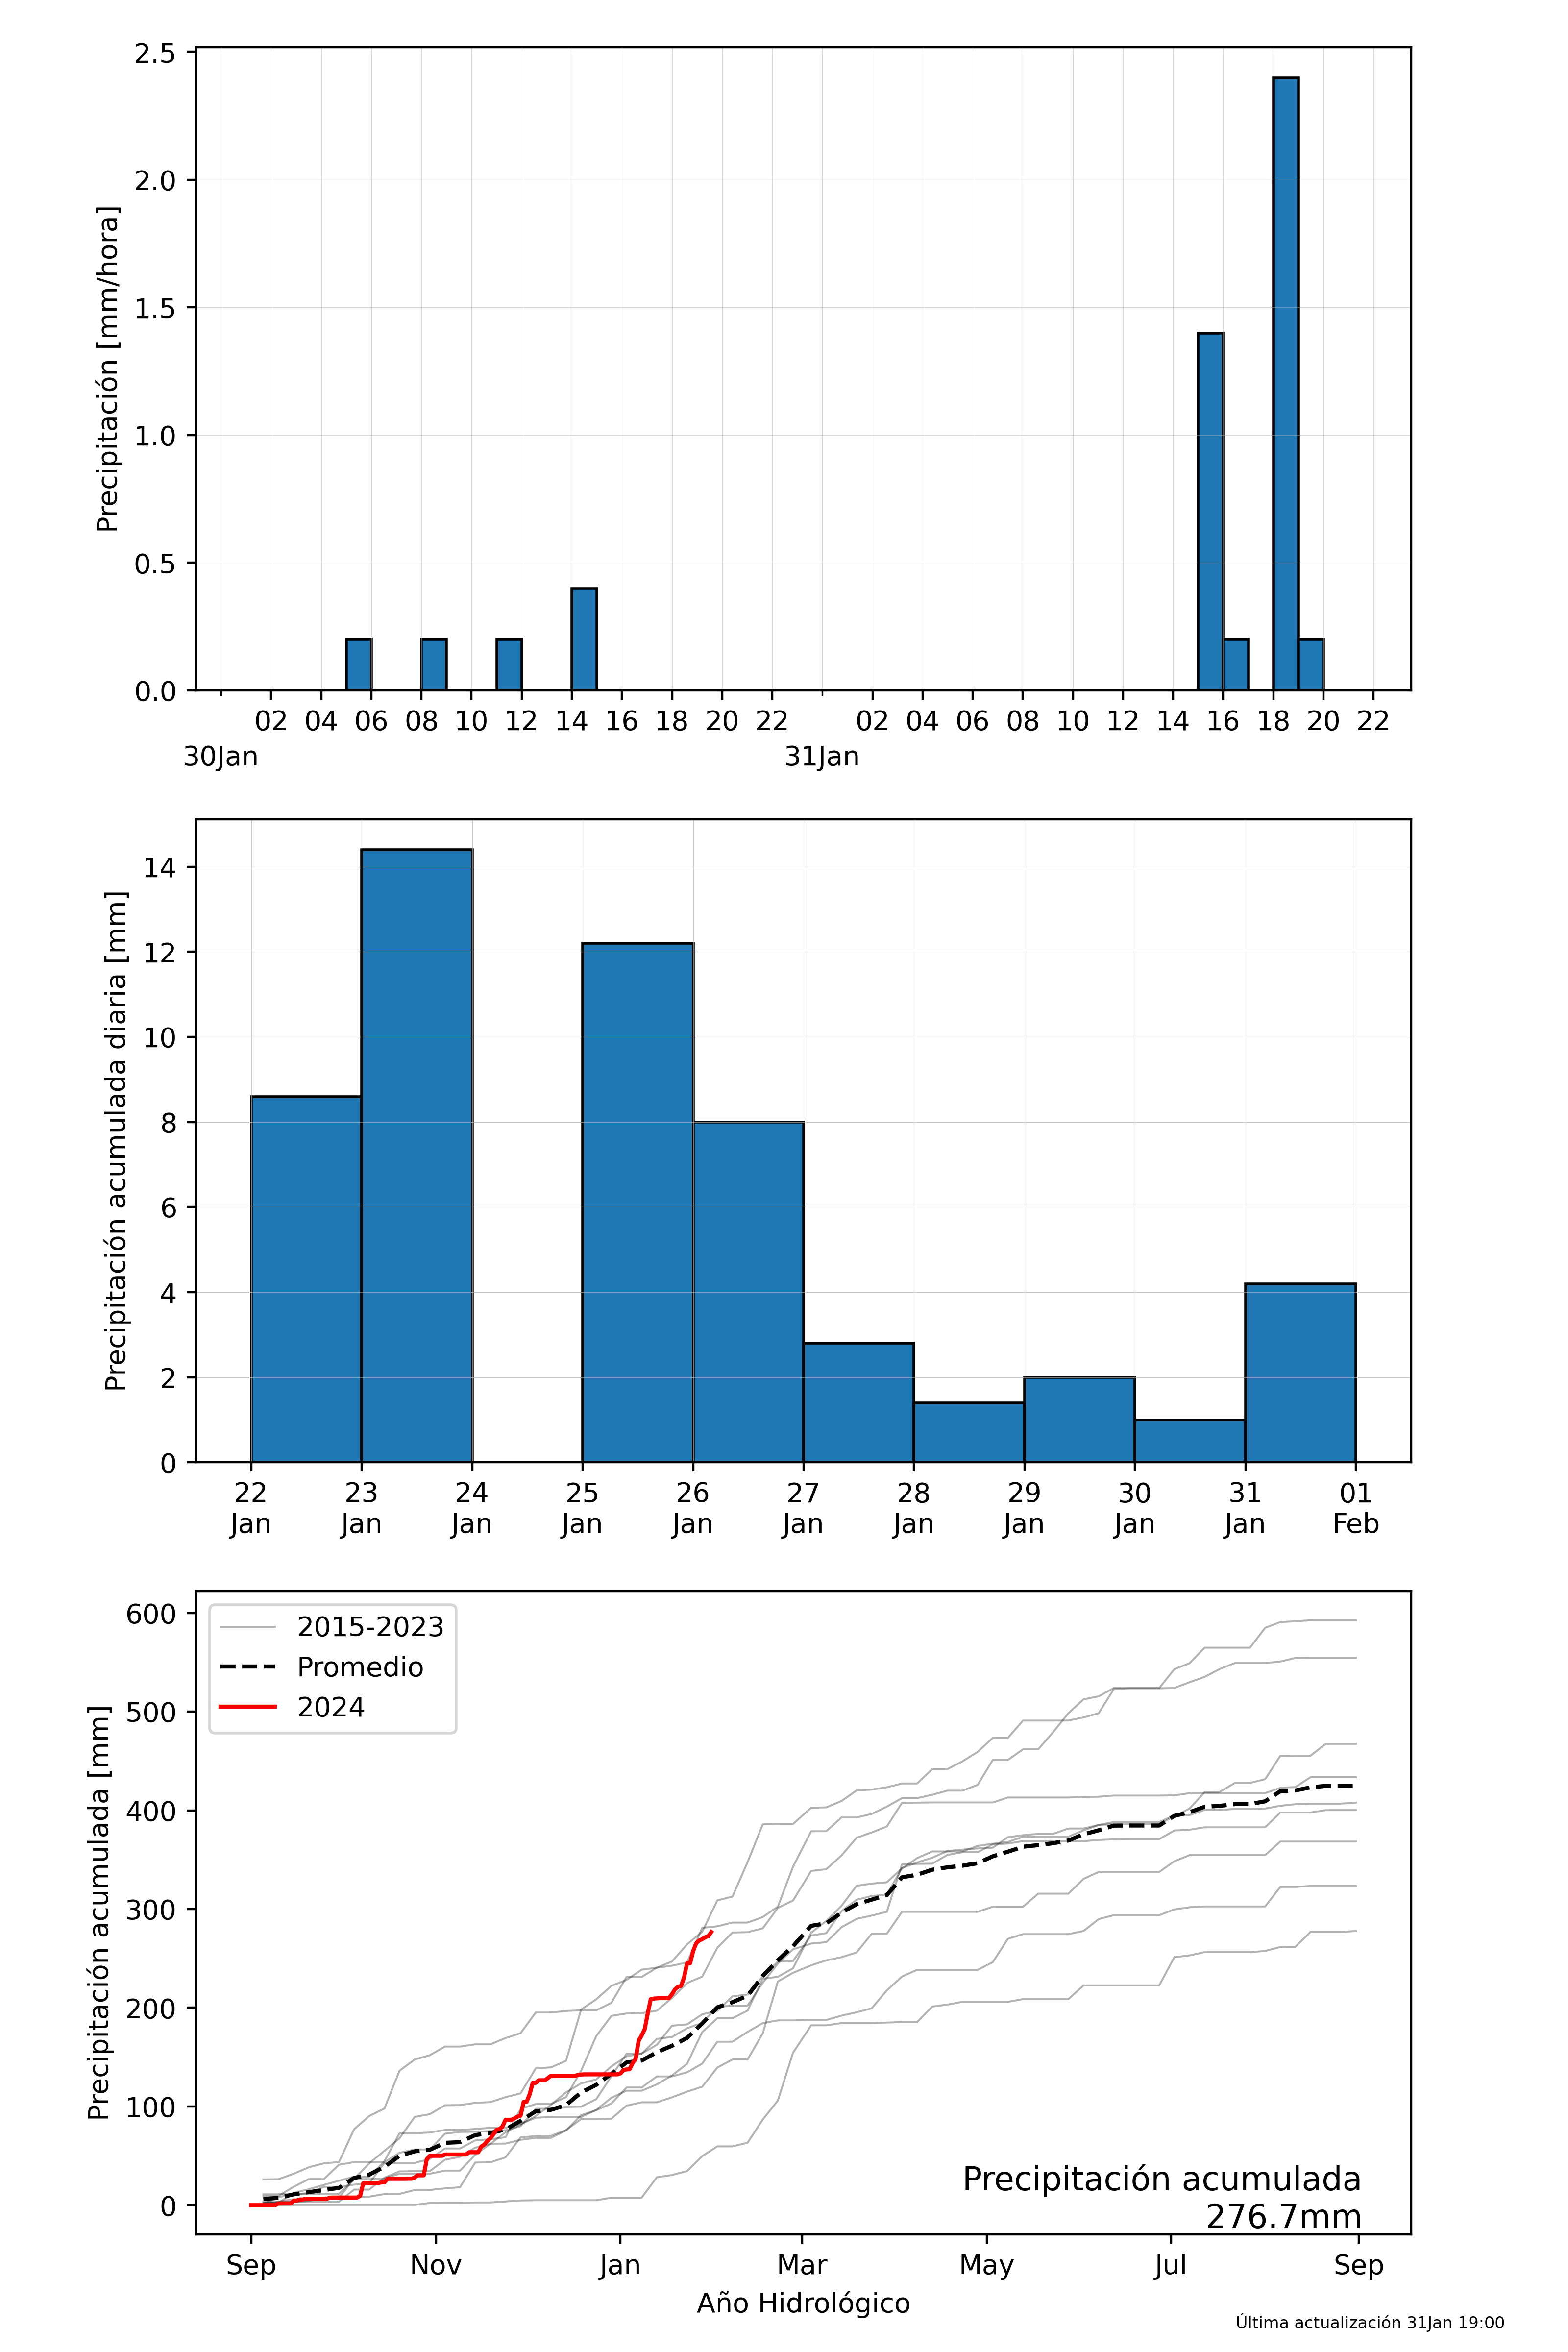 Precipitación [mm/hora]
2.5
2.0
1.5
1.0
0.5
0.0
02 04 06 08 10 12 14 16 18 20 22 02 04 06 08 10 12 14 16 18 20 22
30Jan 31Jan
Precipitación acumulada diaria [mm]
14
12
10
8
6
4
2
0
22 23 24 25 26 27 28 29 30 31 01
Jan Jan Jan Jan Jan Jan Jan Jan Jan Jan Feb
Precipitación acumulada [mm]
600
500
400
300
200
100
0
2015-2023
Promedio
2024
Precipitación acumulada
276.7mm
Sep Nov Jan Mar May Jul Sep
Año Hidrológico
Última actualización 31Jan 19:00